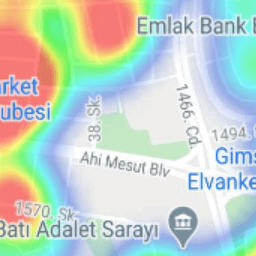 Emlak Bank
arket
ubesi
38. Sk.
1466. Cd.
1494.
Ahi Mesut Blv
Gims
Elvanke
1570. Sk.
Batı Adalet Sarayı